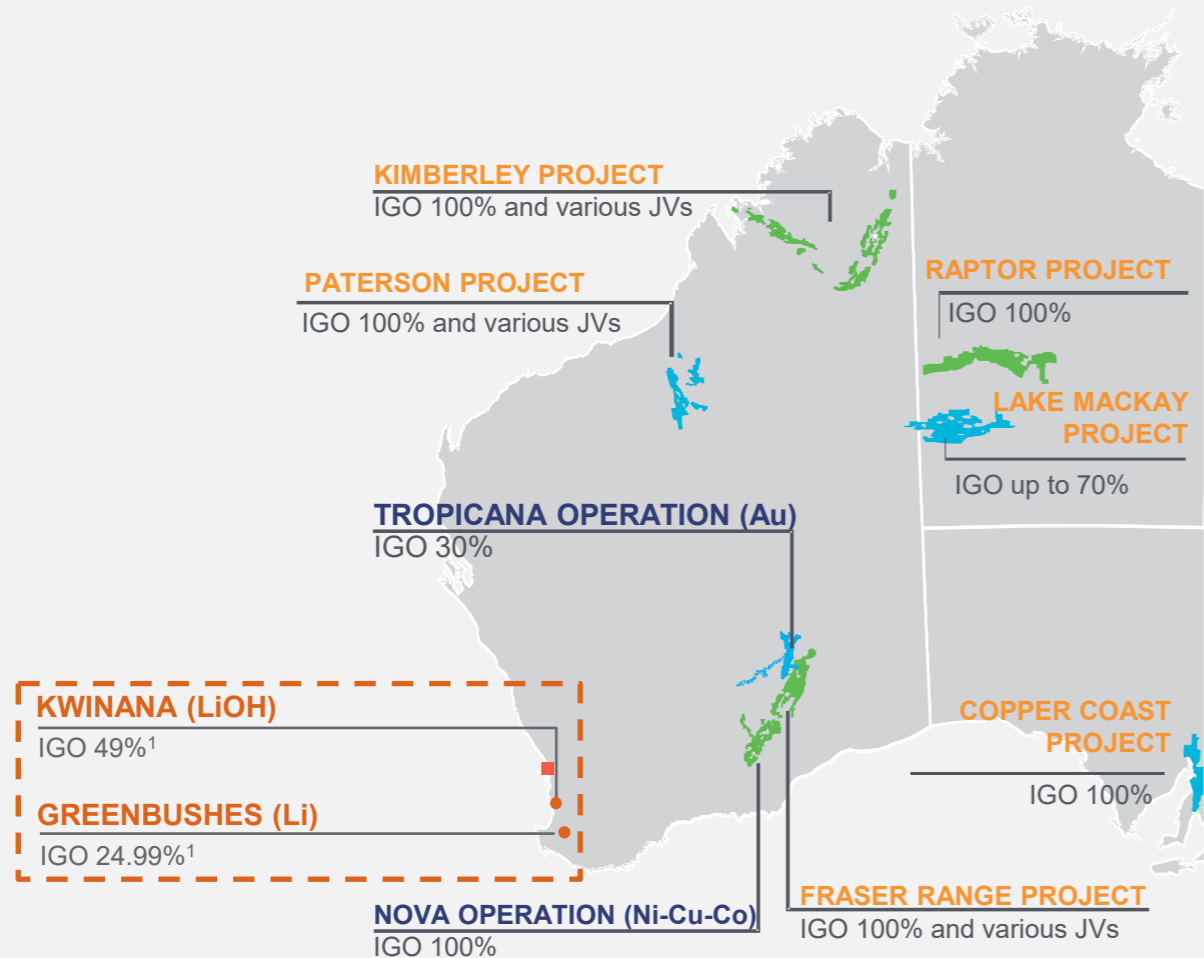 KIMBERLEY PROJECT
IGO 100% and various JVs
PATERSON PROJECT
IGO 100% and various JVs
RAPTOR PROJECT
IGO 100%
LAKE MACKAY
PROJECT
IGO up to 70%
TROPICANA OPERATION (Au)
IGO 30%
KWINANA (LiOH)
IGO 49%¹
GREENBUSHES (Li)
IGO 24.99%¹
COPPER COAST
PROJECT
IGO 100%
NOVA OPERATION (Ni-Cu-Co)
IGO 100%
FRASER RANGE PROJECT
IGO 100% and various JVs